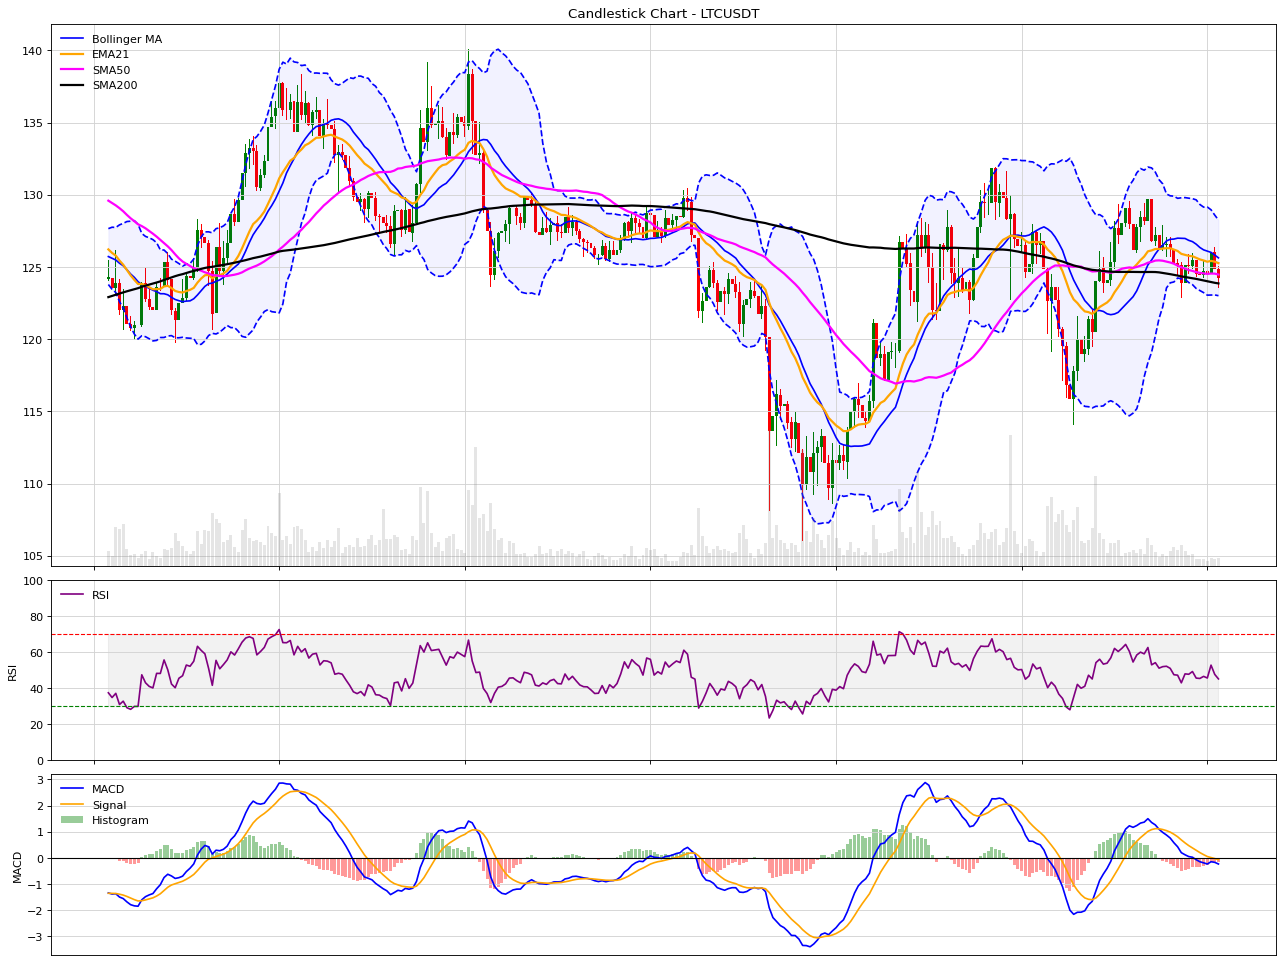 Candlestick Chart - LTCUSDT
Bollinger MA
EMA21
SMA50
SMA200
140
135
130
125
120
115
110
105
RSI
100
80
60
40
20
0
RSI
MACD
Signal
Histogram
3
2
1
0
−1
−2
−3
MACD